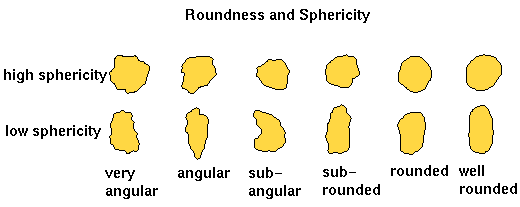 Roundness and Sphericity
high sphericity
low sphericity
very angular
angular
sub-angular
sub-rounded
rounded
well rounded